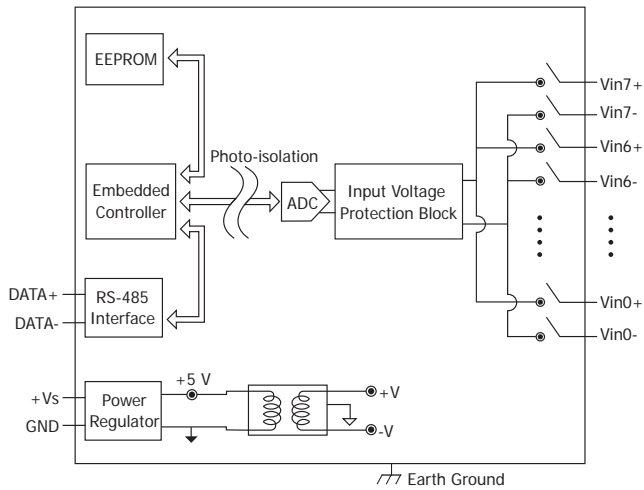 EEPROM
Photo-isolation
Embedded
Controller
ADC
Input Voltage
Protection Block
Vin7+
Vin7-
Vin6+
Vin6-
Vin0+
Vin0-
DATA+
DATA-
RS-485
Interface
+Vs
GND
Power
Regulator
+5 V
+V
-V
Earth Ground